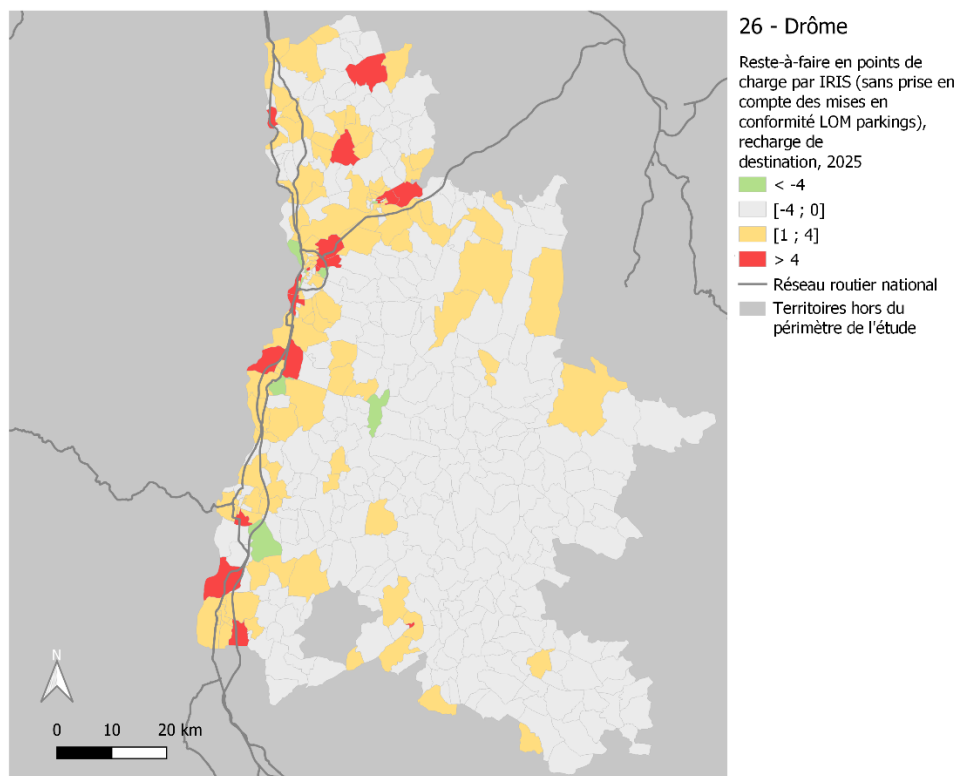 26 - Drôme
Reste-à-faire en points de
charge par IRIS (sans prise en
compte des mises en
conformité LOM parkings),
recharge de
destination, 2025
< -4
[-4 ; 0]
[1 ; 4]
> 4
Réseau routier national
Territoires hors du
périmètre de l'étude
N
0 10 20 km